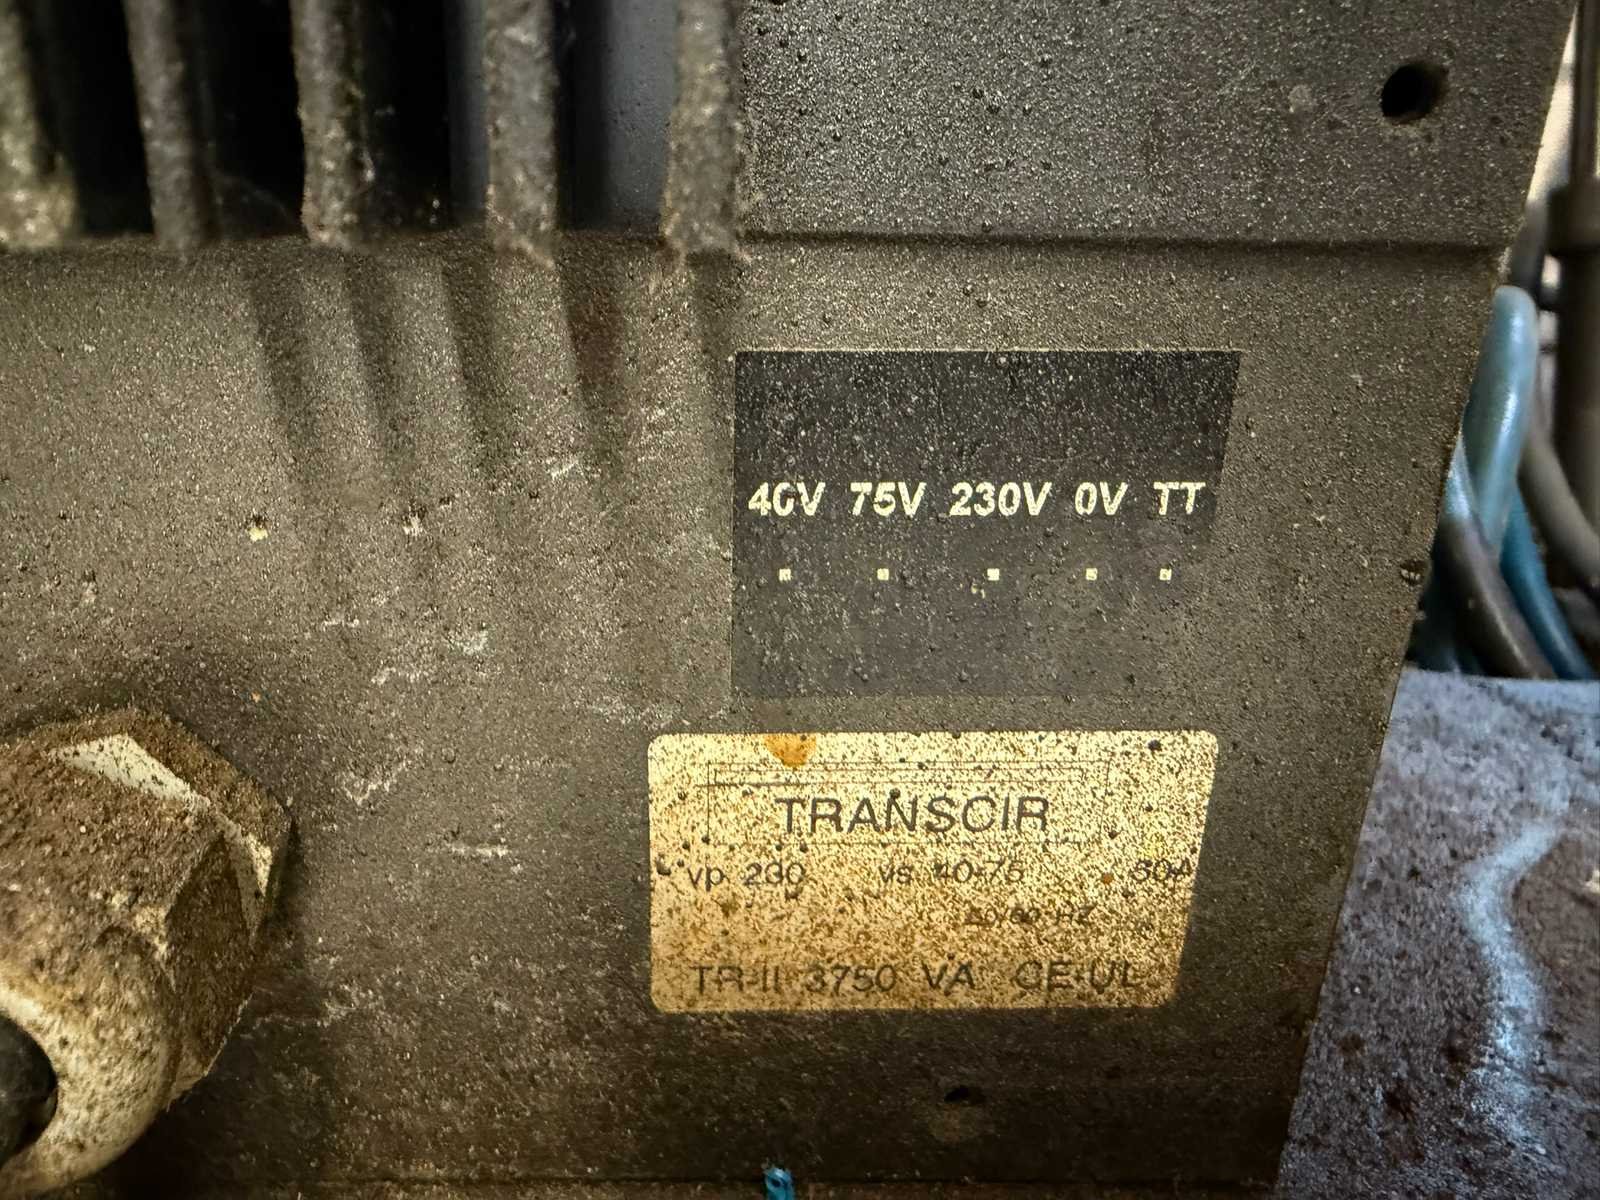 40V 75V 230V 0V TT
TRANSCIR
vp 230 vs 40-75 30A
50/60 HZ
TR-II 3750 VA CE-UL